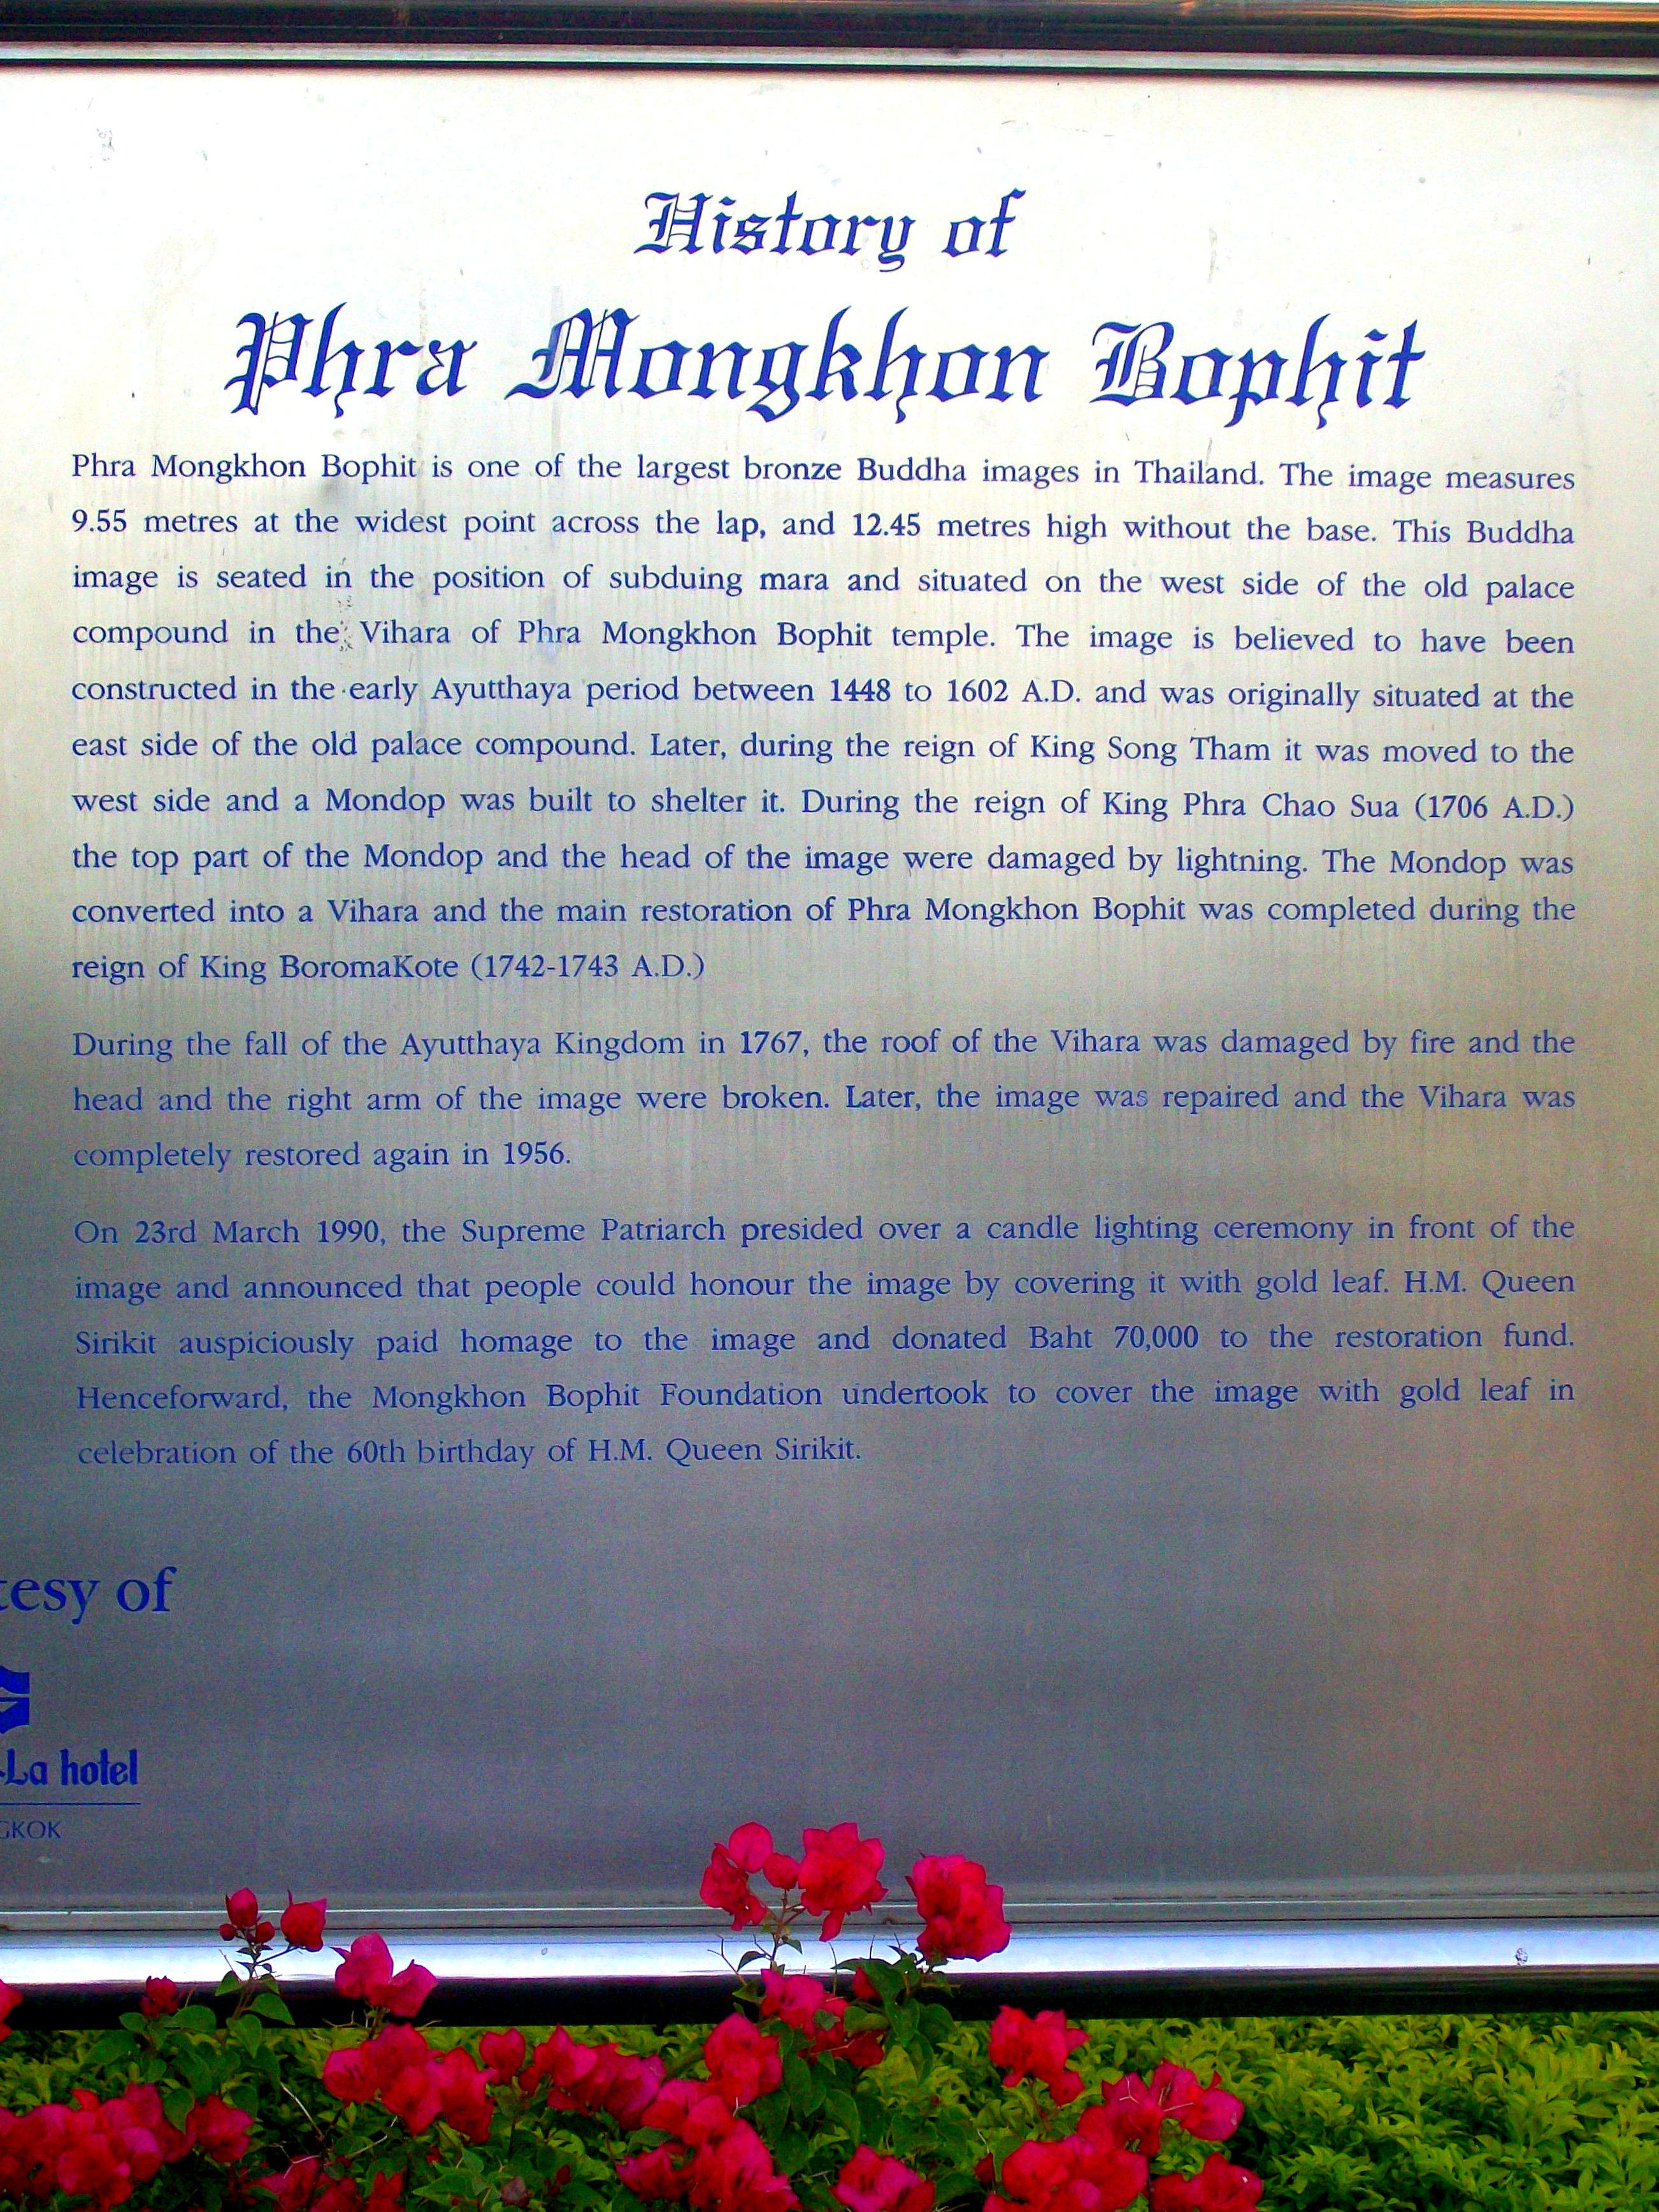 History of
Phra Mongkhon Bophit
Phra Mongkhon Bophit is one of the largest bronze Buddha images in Thailand. The image measures
9.55 metres at the widest point across the lap, and 12.45 metres high without the base. This Buddha
image is seated in the position of subduing mara and situated on the west side of the old palace
compound in the Vihara of Phra Mongkhon Bophit temple. The image is believed to have been
constructed in the early Ayutthaya period between 1448 to 1602 A.D. and was originally situated at the
east side of the old palace compound. Later, during the reign of King Song Tham it was moved to the
west side and a Mondop was built to shelter it. During the reign of King Phra Chao Sua (1706 A.D.)
the top part of the Mondop and the head of the image were damaged by lightning. The Mondop was
converted into a Vihara and the main restoration of Phra Mongkhon Bophit was completed during the
reign of King BoromaKote (1742-1743 A.D.)
During the fall of the Ayutthaya Kingdom in 1767, the roof of the Vihara was damaged by fire and the
head and the right arm of the image were broken. Later, the image was repaired and the Vihara was
completely restored again in 1956.
On 23rd March 1990, the Supreme Patriarch presided over a candle lighting ceremony in front of the
image and announced that people could honour the image by covering it with gold leaf. H.M. Queen
Sirikit auspiciously paid homage to the image and donated Baht 70,000 to the restoration fund.
Henceforward, the Mongkhon Bophit Foundation undertook to cover the image with gold leaf in
celebration of the 60th birthday of H.M. Queen Sirikit.
tesy of
-La hotel
GKOK